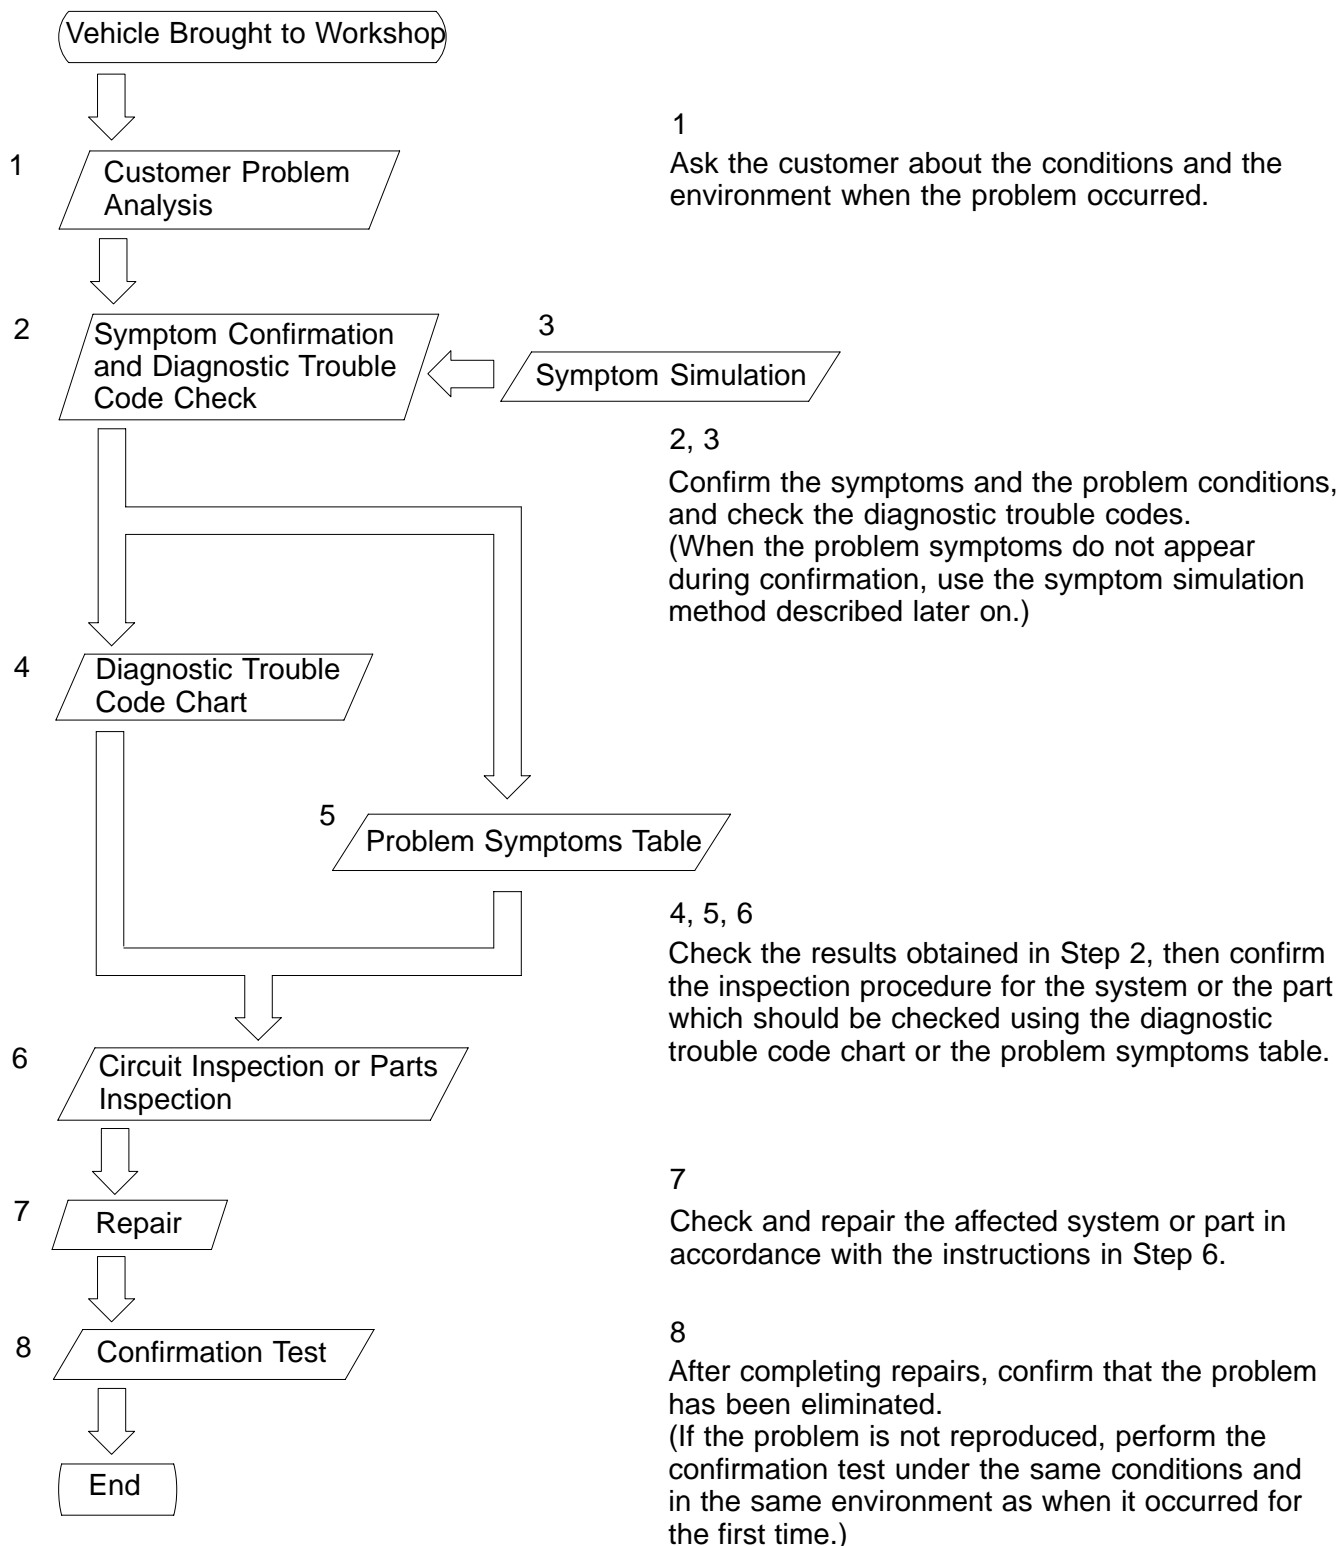 Vehicle Brought to Workshop
1
Customer Problem
Analysis
1
Ask the customer about the conditions and the
environment when the problem occurred.
2
Symptom Confirmation
and Diagnostic Trouble
Code Check
3
Symptom Simulation
2, 3
Confirm the symptoms and the problem conditions,
and check the diagnostic trouble codes.
(When the problem symptoms do not appear
during confirmation, use the symptom simulation
method described later on.)
4
Diagnostic Trouble
Code Chart
5
Problem Symptoms Table
4, 5, 6
Check the results obtained in Step 2, then confirm
the inspection procedure for the system or the part
which should be checked using the diagnostic
trouble code chart or the problem symptoms table.
6
Circuit Inspection or Parts
Inspection
7
Repair
7
Check and repair the affected system or part in
accordance with the instructions in Step 6.
8
Confirmation Test
8
After completing repairs, confirm that the problem
has been eliminated.
(If the problem is not reproduced, perform the
confirmation test under the same conditions and
in the same environment as when it occurred for
the first time.)
End